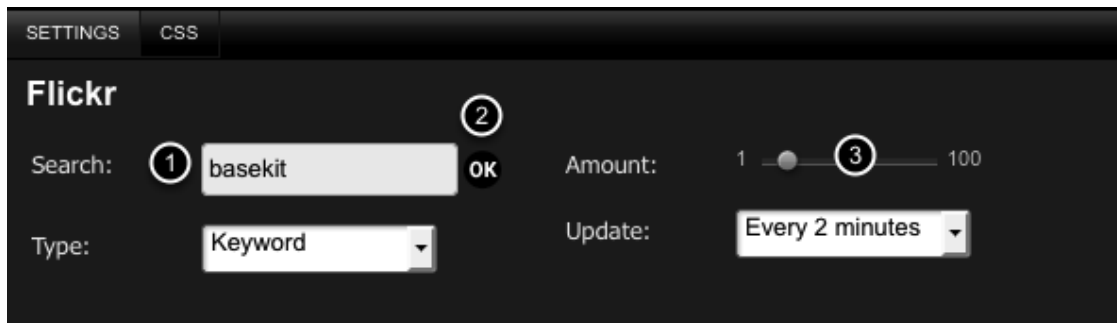 SETTINGS CSS
Flickr
2
Search: 1 basekit OK Amount: 1 3 100
Type: Keyword Update: Every 2 minutes